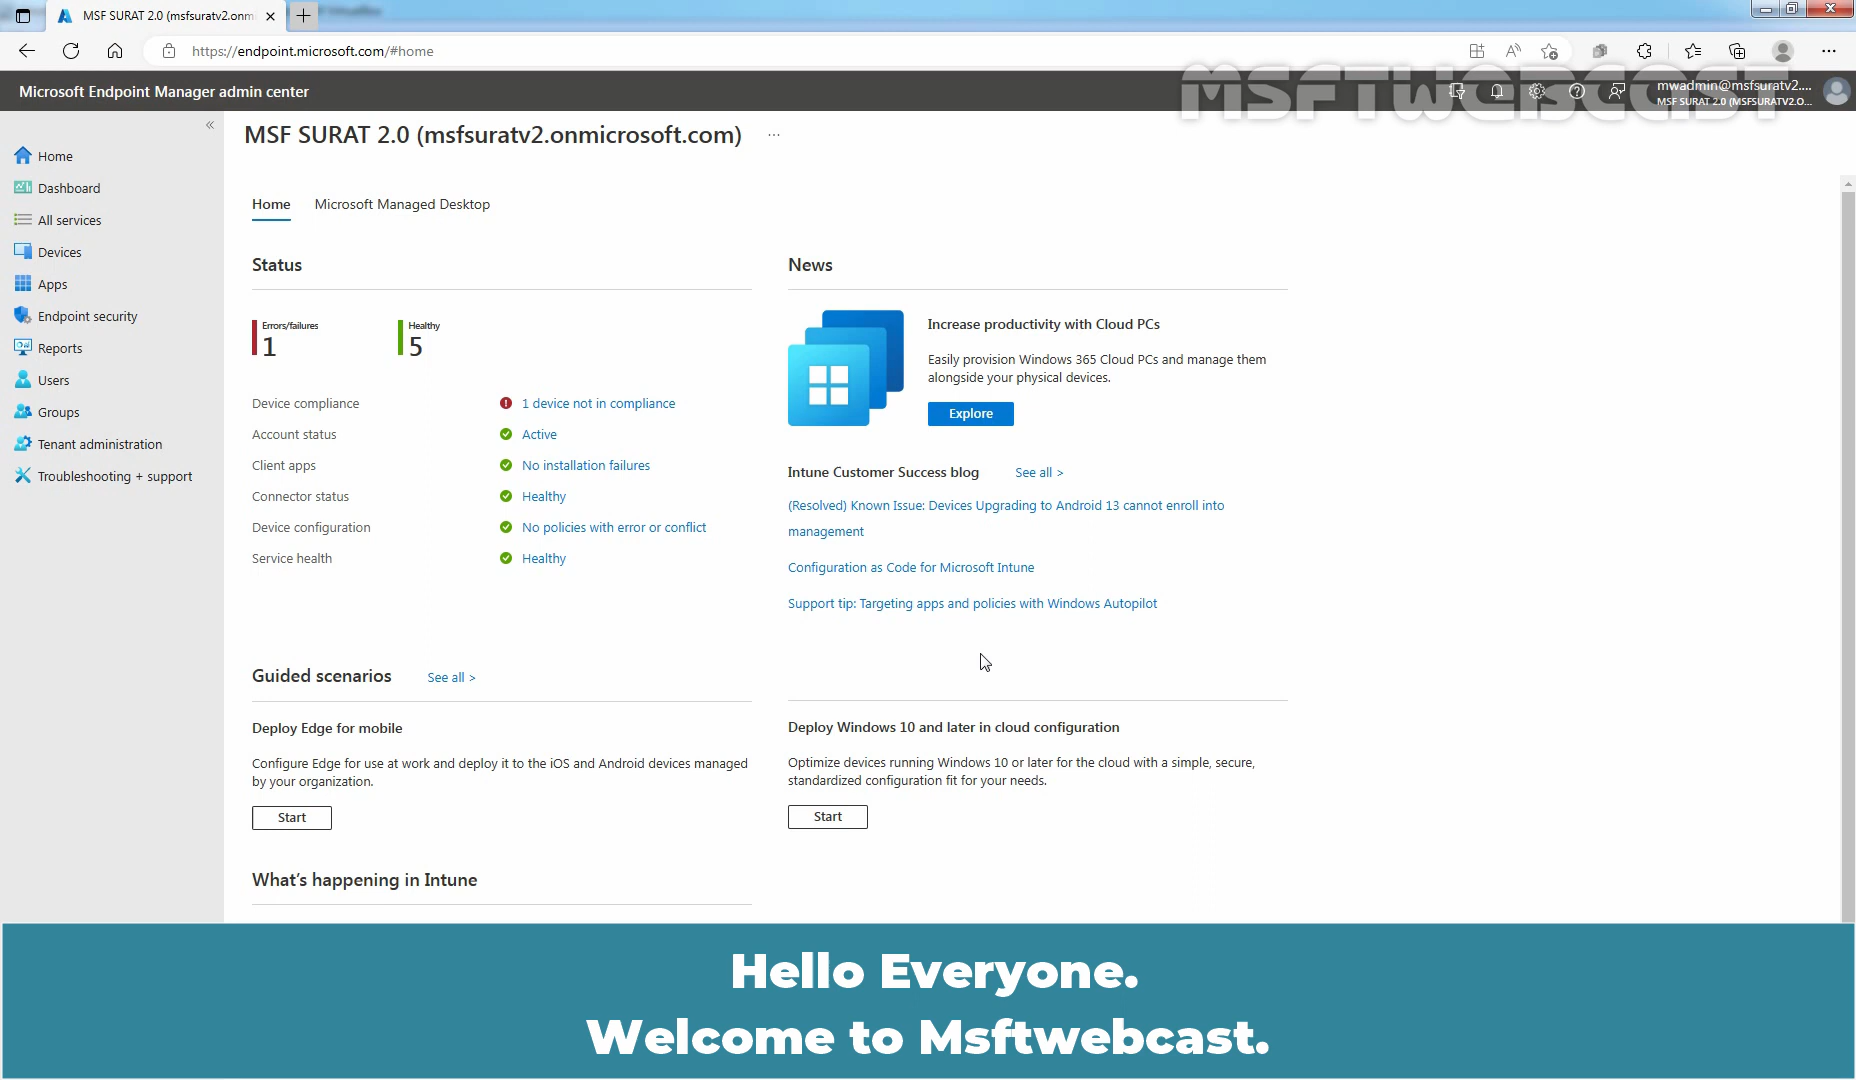 MSF SURAT 2.0 (msfsuratv2.onm
https://endpoint.microsoft.com/#home
MSFTWEBCAST
Microsoft Endpoint Manager admin center
mwadmin@msfsuratv2....
MSF SURAT 2.0 (MSFSURATV2.O...
MSF SURAT 2.0 (msfsuratv2.onmicrosoft.com) ...
Home
Dashboard
All services
Devices
Apps
Endpoint security
Reports
Users
Groups
Tenant administration
Troubleshooting + support
Home Microsoft Managed Desktop
Status
Errors/failures
1
Healthy
5
Device compliance 1 device not in compliance
Account status Active
Client apps No installation failures
Connector status Healthy
Device configuration No policies with error or conflict
Service health Healthy
News
Increase productivity with Cloud PCs
Easily provision Windows 365 Cloud PCs and manage them
alongside your physical devices.
Explore
Intune Customer Success blog See all >
(Resolved) Known Issue: Devices Upgrading to Android 13 cannot enroll into
management
Configuration as Code for Microsoft Intune
Support tip: Targeting apps and policies with Windows Autopilot
Guided scenarios See all >
Deploy Edge for mobile
Configure Edge for use at work and deploy it to the iOS and Android devices managed
by your organization.
Start
Deploy Windows 10 and later in cloud configuration
Optimize devices running Windows 10 or later for the cloud with a simple, secure,
standardized configuration fit for your needs.
Start
What's happening in Intune
Hello Everyone.
Welcome to Msftwebcast.